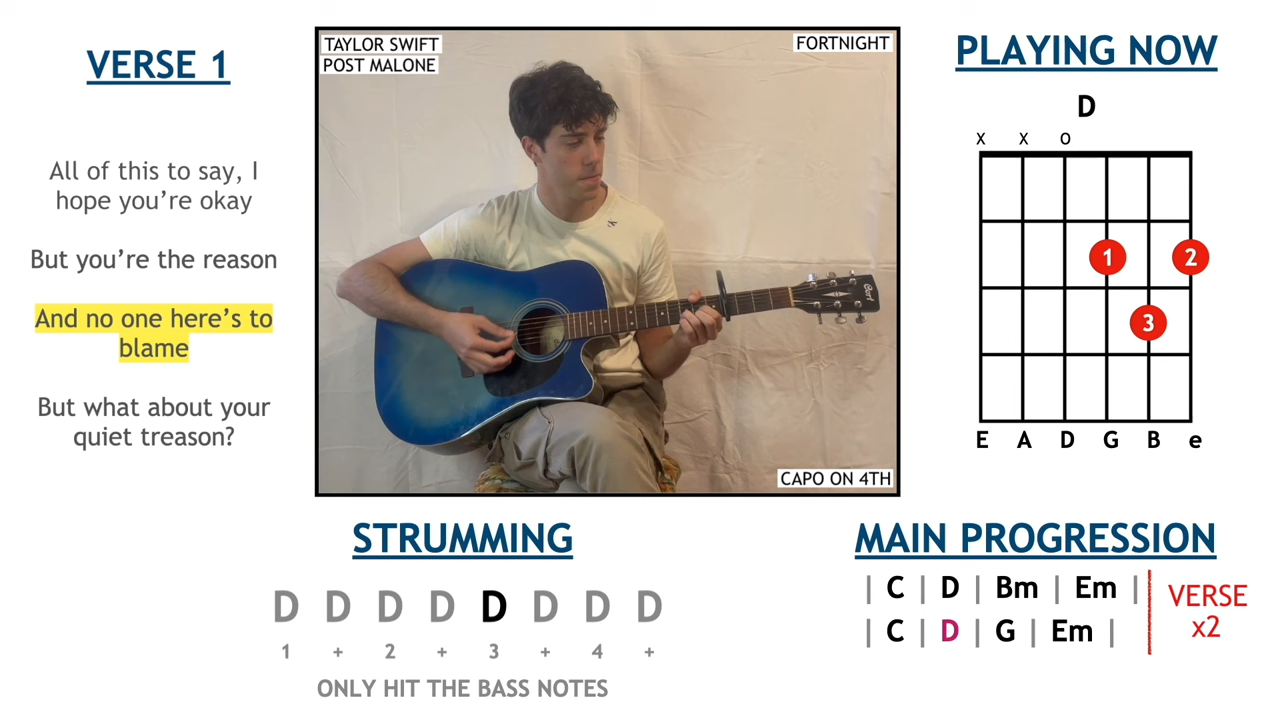 VERSE 1
All of this to say, I
hope you're okay
But you're the reason
And no one here's to
blame
But what about your
quiet treason?
TAYLOR SWIFT
POST MALONE
FORTNIGHT
Cort
CAPO ON 4TH
PLAYING NOW
D
X X O
1 2
3
E A D G B e
STRUMMING
D D D D D D D D
1 + 2 + 3 + 4 +
ONLY HIT THE BASS NOTES
MAIN PROGRESSION
| C | D | Bm | Em |
| C | D | G | Em |
VERSE
x2